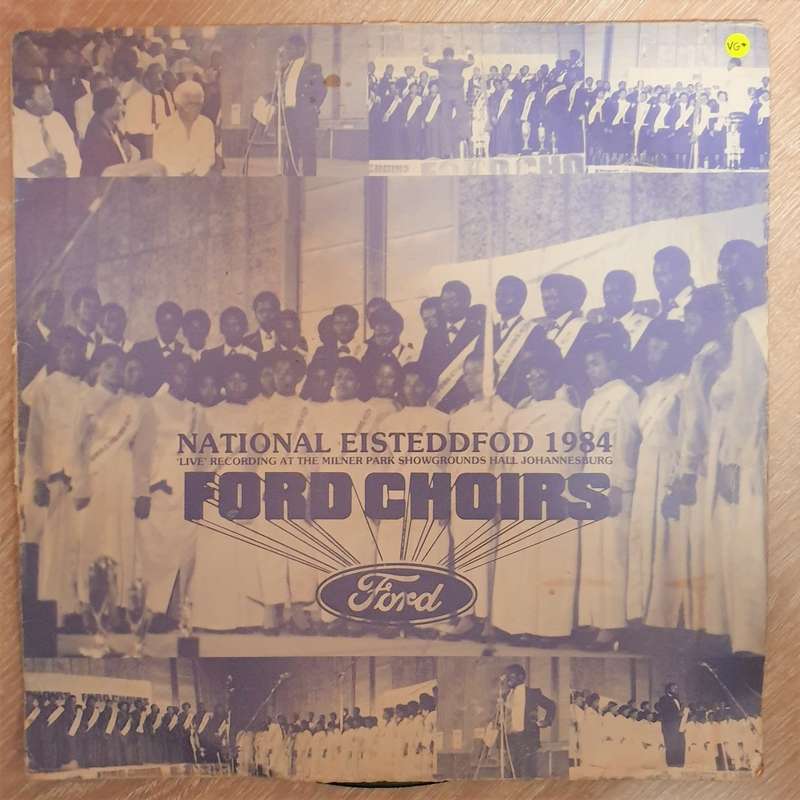 VG+
NATIONAL EISTEDDFOD 1984
'LIVE' RECORDING AT THE MILNER PARK SHOWGROUNDS HALL JOHANNESBURG
FORD CHOIRS
Ford